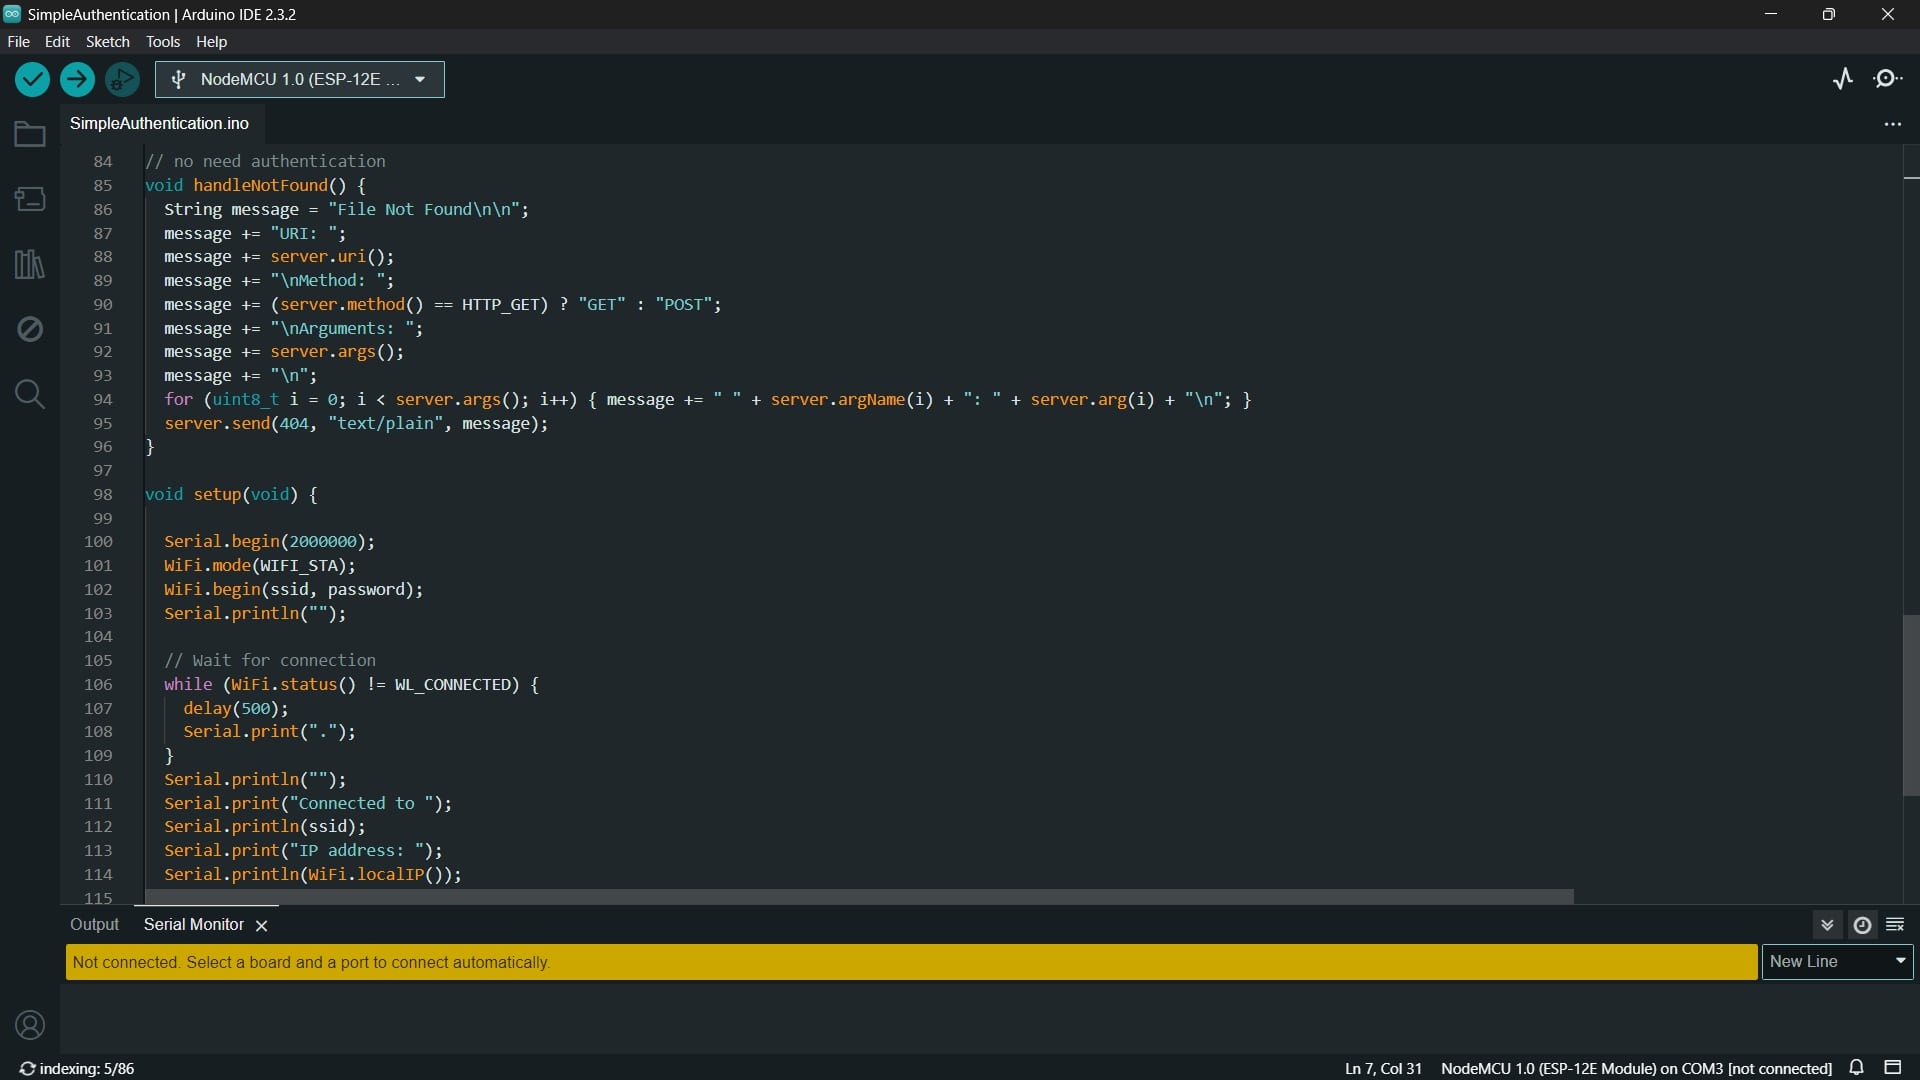 SimpleAuthentication | Arduino IDE 2.3.2
File Edit Sketch Tools Help
NodeMCU 1.0 (ESP-12E ...
SimpleAuthentication.ino
84 // no need authentication
85 void handleNotFound() {
86 String message = "File Not Found\n\n";
87 message += "URI: ";
88 message += server.uri();
89 message += "\nMethod: ";
90 message += (server.method() == HTTP_GET) ? "GET" : "POST";
91 message += "\nArguments: ";
92 message += server.args();
93 message += "\n";
94 for (uint8_t i = 0; i < server.args(); i++) { message += " " + server.argName(i) + ": " + server.arg(i) + "\n"; }
95 server.send(404, "text/plain", message);
96 }
97
98 void setup(void) {
99
100 Serial.begin(2000000);
101 WiFi.mode(WIFI_STA);
102 WiFi.begin(ssid, password);
103 Serial.println("");
104
105 // Wait for connection
106 while (WiFi.status() != WL_CONNECTED) {
107 delay(500);
108 Serial.print(".");
109 }
110 Serial.println("");
111 Serial.print("Connected to ");
112 Serial.println(ssid);
113 Serial.print("IP address: ");
114 Serial.println(WiFi.localIP());
115
Output Serial Monitor
Not connected. Select a board and a port to connect automatically.
New Line
indexing: 5/86
Ln 7, Col 31 NodeMCU 1.0 (ESP-12E Module) on COM3 [not connected]